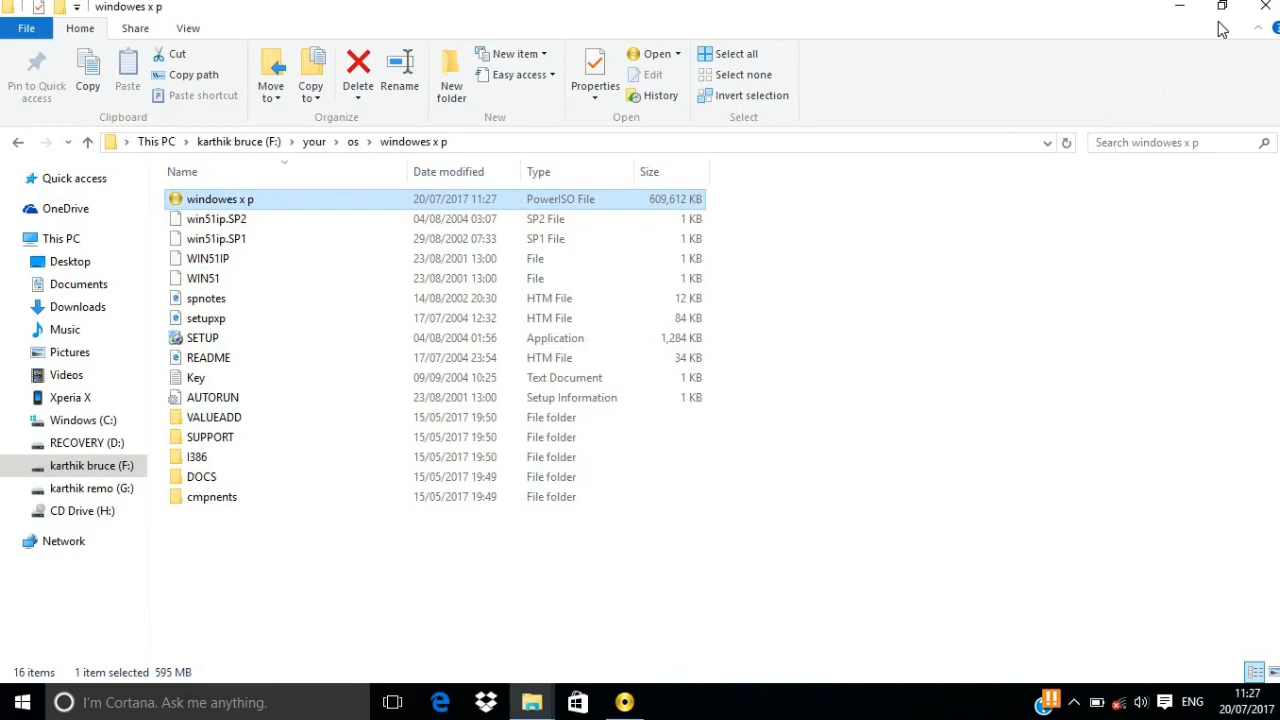 windowes x p
File
Home
Share
View
Pin to Quick access
Copy
Paste
Cut
Copy path
Paste shortcut
Clipboard
Move to
Copy to
Delete
Rename
Organize
New folder
New item
Easy access
New
Properties
Open
Edit
History
Open
Select all
Select none
Invert selection
Select
This PC
karthik bruce (F:)
your
os
windowes x p
Search windowes x p
Name Date modified Type Size
windowes x p 20/07/2017 11:27 PowerISO File 609,612 KB
win51ip.SP2 04/08/2004 03:07 SP2 File 1 KB
win51ip.SP1 29/08/2002 07:33 SP1 File 1 KB
WIN51IP 23/08/2001 13:00 File 1 KB
WIN51 23/08/2001 13:00 File 1 KB
spnotes 14/08/2002 20:30 HTM File 12 KB
setupxp 17/07/2004 12:32 HTM File 84 KB
SETUP 04/08/2004 01:56 Application 1,284 KB
README 17/07/2004 23:54 HTM File 34 KB
Key 09/09/2004 10:25 Text Document 1 KB
AUTORUN 23/08/2001 13:00 Setup Information 1 KB
VALUEADD 15/05/2017 19:50 File folder
SUPPORT 15/05/2017 19:50 File folder
I386 15/05/2017 19:50 File folder
DOCS 15/05/2017 19:49 File folder
cmpnents 15/05/2017 19:49 File folder
Quick access
OneDrive
This PC
Desktop
Documents
Downloads
Music
Pictures
Videos
Xperia X
Windows (C:)
RECOVERY (D:)
karthik bruce (F:)
karthik remo (G:)
CD Drive (H:)
Network
16 items 1 item selected 595 MB
I'm Cortana. Ask me anything.
ENG
11:27
20/07/2017